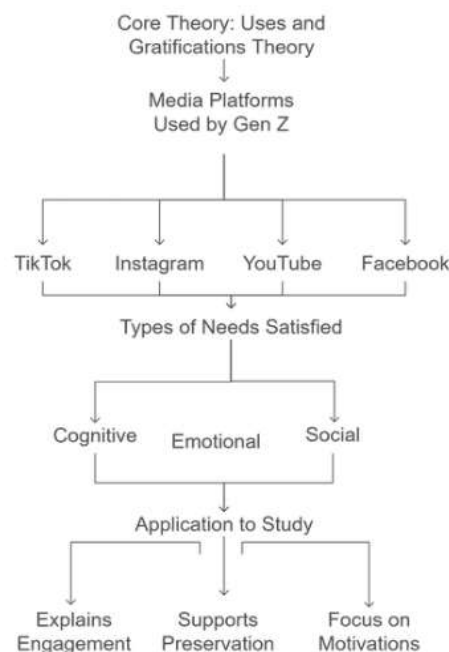 Core Theory: Uses and
Gratifications Theory
Media Platforms
Used by Gen Z
TikTok Instagram YouTube Facebook
Types of Needs Satisfied
Cognitive Emotional Social
Application to Study
Explains Supports Focus on
Engagement Preservation Motivations